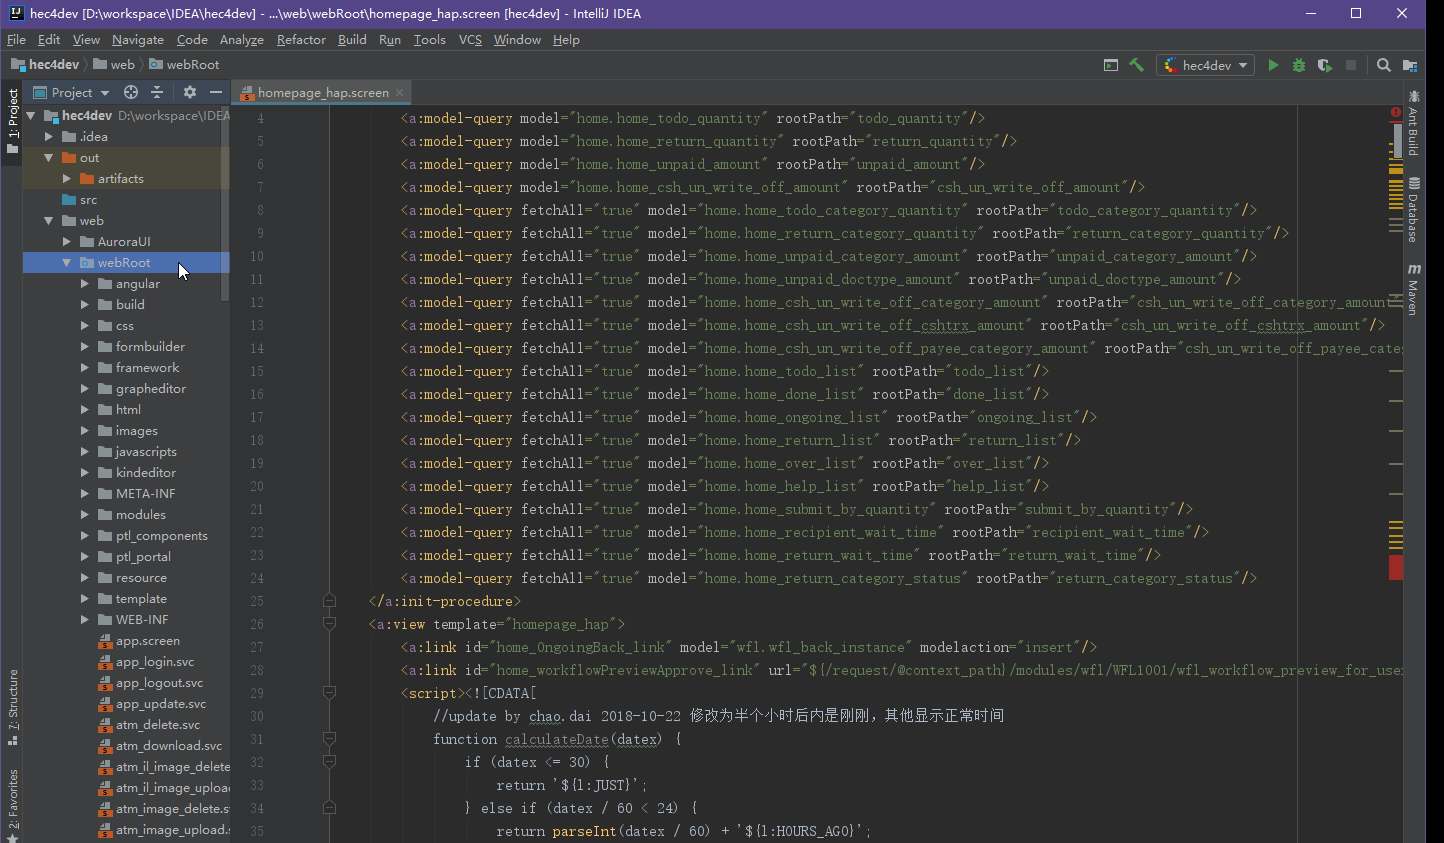 hec4dev [D:\workspace\IDEA\hec4dev] - ...\web\webRoot\homepage_hap.screen [hec4dev] - IntelliJ IDEA
File Edit View Navigate Code Analyze Refactor Build Run Tools VCS Window Help
hec4dev web webRoot hec4dev
Project homepage_hap.screen
1: Project
7: Structure
2: Favorites
hec4dev D:\workspace\IDEA
.idea
out
artifacts
src
web
AuroraUI
webRoot
angular
build
css
formbuilder
framework
grapheditor
html
images
javascripts
kindeditor
META-INF
modules
ptl_components
ptl_portal
resource
template
WEB-INF
app.screen
app_login.svc
app_logout.svc
app_update.svc
atm_delete.svc
atm_download.svc
atm_il_image_delete
atm_il_image_uploa
atm_image_delete.s
atm_image_upload.s
4 <a:model-query model="home.home_todo_quantity" rootPath="todo_quantity"/>
5 <a:model-query model="home.home_return_quantity" rootPath="return_quantity"/>
6 <a:model-query model="home.home_unpaid_amount" rootPath="unpaid_amount"/>
7 <a:model-query model="home.home_csh_un_write_off_amount" rootPath="csh_un_write_off_amount"/>
8 <a:model-query fetchAll="true" model="home.home_todo_category_quantity" rootPath="todo_category_quantity"/>
9 <a:model-query fetchAll="true" model="home.home_return_category_quantity" rootPath="return_category_quantity"/>
10 <a:model-query fetchAll="true" model="home.home_unpaid_category_amount" rootPath="unpaid_category_amount"/>
11 <a:model-query fetchAll="true" model="home.home_unpaid_doctype_amount" rootPath="unpaid_doctype_amount"/>
12 <a:model-query fetchAll="true" model="home.home_csh_un_write_off_category_amount" rootPath="csh_un_write_off_category_amount"
13 <a:model-query fetchAll="true" model="home.home_csh_un_write_off_cshtrx_amount" rootPath="csh_un_write_off_cshtrx_amount"/>
14 <a:model-query fetchAll="true" model="home.home_csh_un_write_off_payee_category_amount" rootPath="csh_un_write_off_payee_cate
15 <a:model-query fetchAll="true" model="home.home_todo_list" rootPath="todo_list"/>
16 <a:model-query fetchAll="true" model="home.home_done_list" rootPath="done_list"/>
17 <a:model-query fetchAll="true" model="home.home_ongoing_list" rootPath="ongoing_list"/>
18 <a:model-query fetchAll="true" model="home.home_return_list" rootPath="return_list"/>
19 <a:model-query fetchAll="true" model="home.home_over_list" rootPath="over_list"/>
20 <a:model-query fetchAll="true" model="home.home_help_list" rootPath="help_list"/>
21 <a:model-query fetchAll="true" model="home.home_submit_by_quantity" rootPath="submit_by_quantity"/>
22 <a:model-query fetchAll="true" model="home.home_recipient_wait_time" rootPath="recipient_wait_time"/>
23 <a:model-query fetchAll="true" model="home.home_return_wait_time" rootPath="return_wait_time"/>
24 <a:model-query fetchAll="true" model="home.home_return_category_status" rootPath="return_category_status"/>
25 </a:init-procedure>
26 <a:view template="homepage_hap">
27 <a:link id="home_OngoingBack_link" model="wfl.wfl_back_instance" modelaction="insert"/>
28 <a:link id="home_workflowPreviewApprove_link" url="${/request/@context_path}/modules/wfl/WFL1001/wfl_workflow_preview_for_use
29 <script><![CDATA[
30 //update by chao.dai 2018-10-22 修改为半个小时后内是刚刚，其他显示正常时间
31 function calculateDate(datex) {
32 if (datex <= 30) {
33 return '${l:JUST}';
34 } else if (datex / 60 < 24) {
35 return parseInt(datex / 60) + '${l:HOURS_AGO}';
Ant Build
Database
m Maven